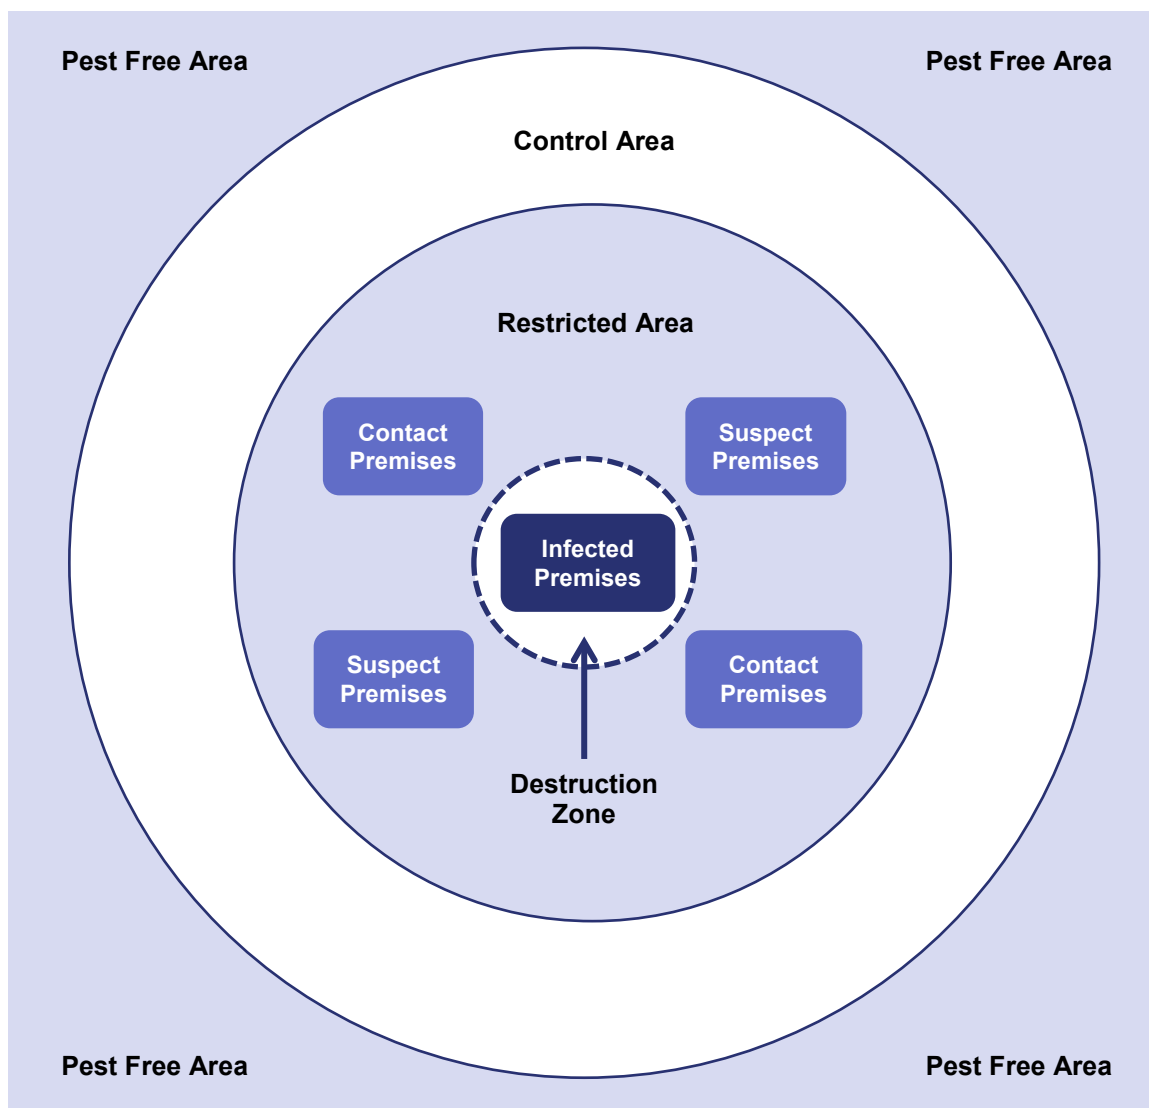 Pest Free Area
Pest Free Area
Control Area
Restricted Area
Contact
Premises
Suspect
Premises
Infected
Premises
Suspect
Premises
Contact
Premises
Destruction
Zone
Pest Free Area
Pest Free Area